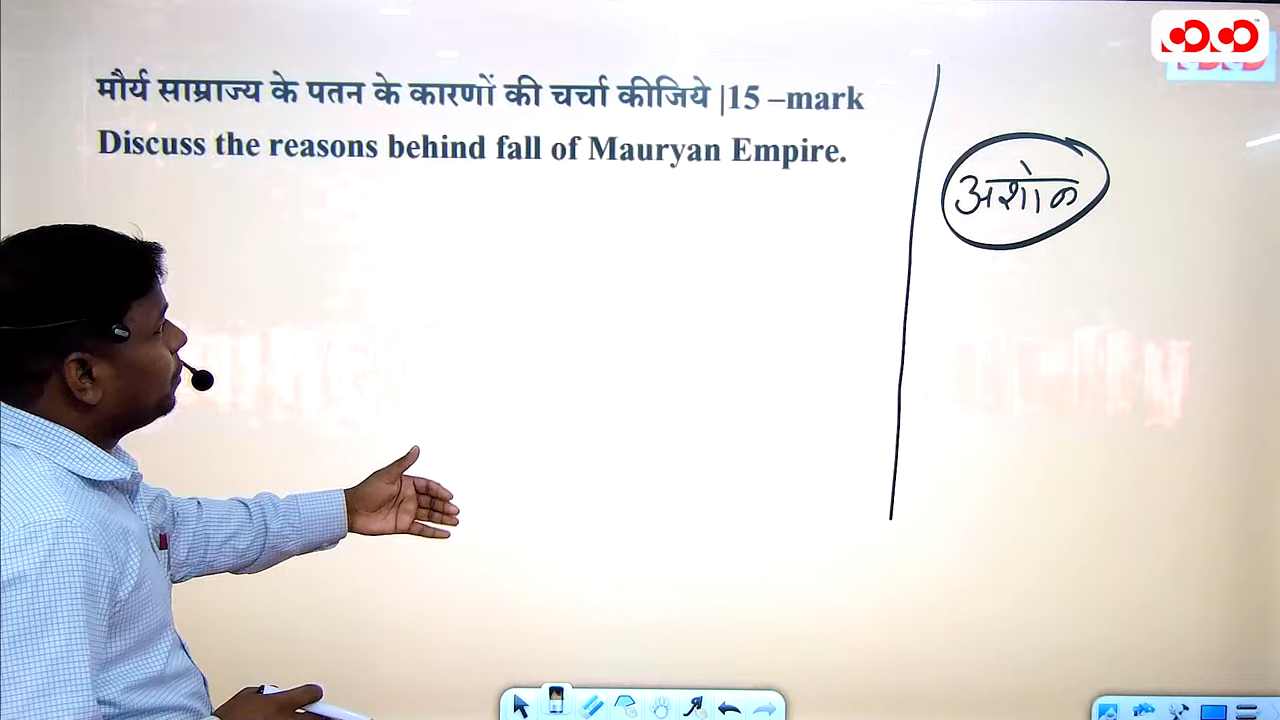 मौर्य साम्राज्य के पतन के कारणों की चर्चा कीजिये |15 –mark
Discuss the reasons behind fall of Mauryan Empire.
अशोक